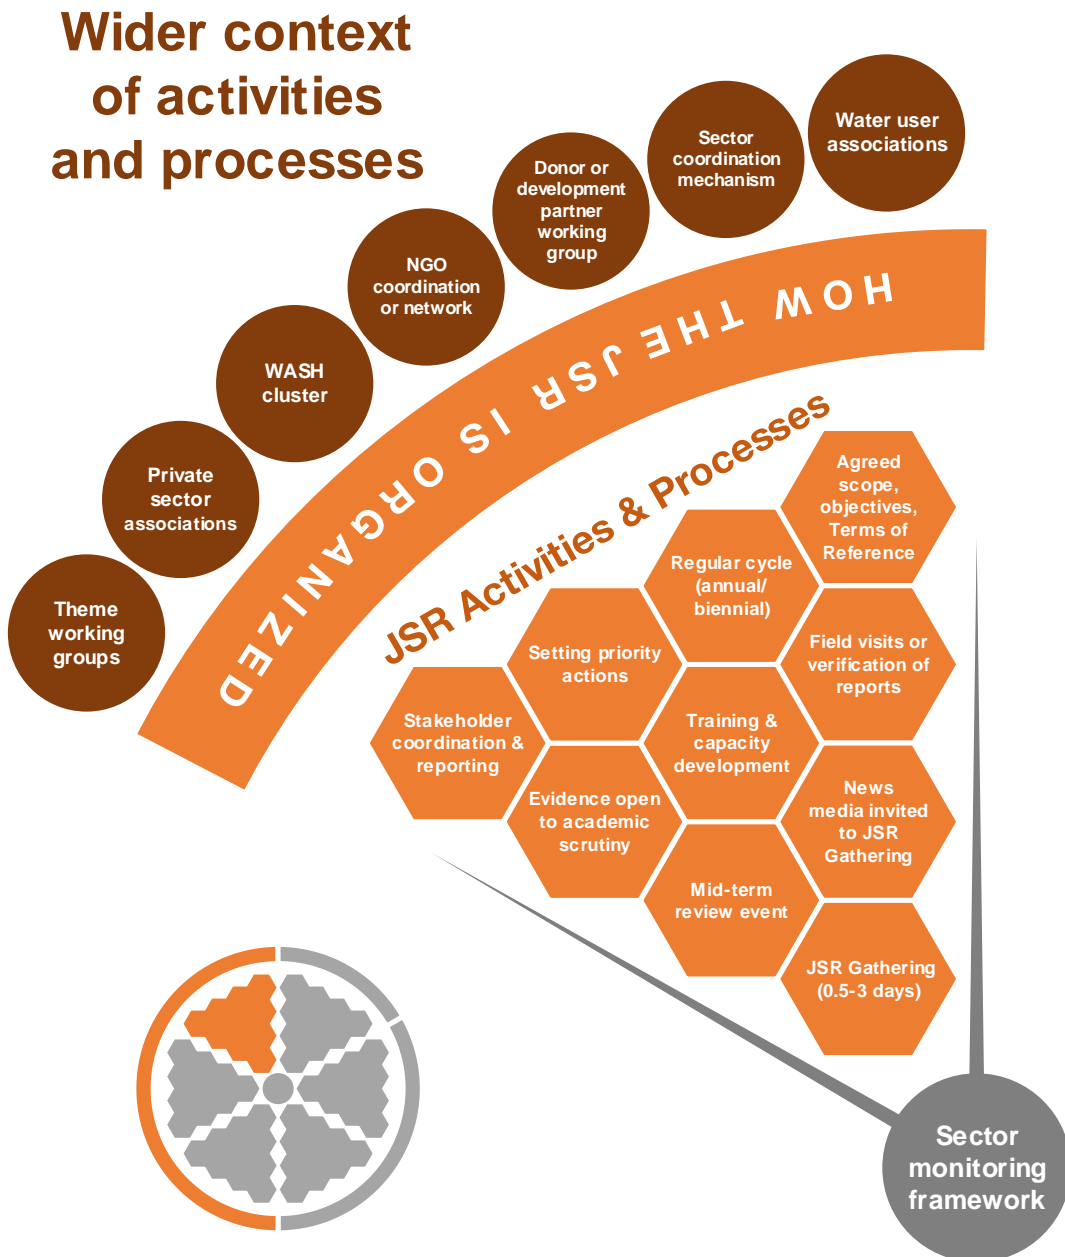 Wider context
of activities
and processes
Water user
associations
Sector
coordination
mechanism
Donor or
development
partner
working
group
NGO
coordination
or network
WASH
cluster
Private
sector
associations
Theme
working
groups
HOW THE JSR IS ORGANIZED
JSR Activities & Processes
Agreed
scope,
objectives,
Terms of
Reference
Regular cycle
(annual/
biennial)
Setting priority
actions
Field visits or
verification of
reports
Stakeholder
coordination &
reporting
Training &
capacity
development
Evidence open
to academic
scrutiny
News
media invited
to JSR
Gathering
Mid-term
review event
JSR Gathering
(0.5-3 days)
Sector
monitoring
framework